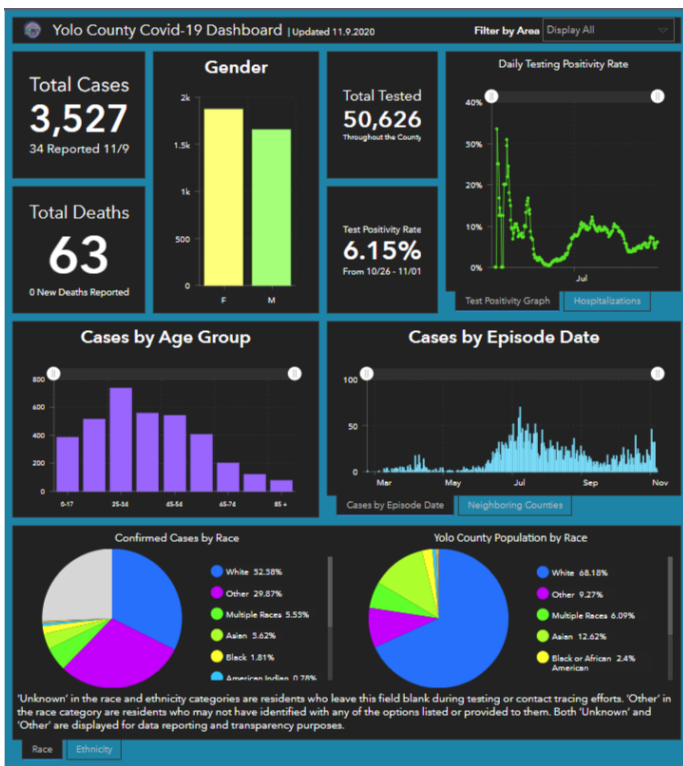 Yolo County Covid-19 Dashboard | Updated 11.9.2020
Filter by Area
Display All
Total Cases
3,527
34 Reported 11/9
Total Deaths
63
0 New Deaths Reported
Gender
2k
1.5k
1k
500
0
F
M
Total Tested
50,626
Throughout the County
Test Positivity Rate
6.15%
From 10/26 - 11/01
Daily Testing Positivity Rate
40%
30%
20%
10%
0%
Jul
Test Positivity Graph
Hospitalizations
Cases by Age Group
800
600
400
200
0
0-17
25-34
45-54
65-74
85 +
Cases by Episode Date
100
50
0
Mar
May
Jul
Sep
Nov
Cases by Episode Date
Neighboring Counties
Confirmed Cases by Race
White 52.38%
Other 29.87%
Multiple Races 5.55%
Asian 5.62%
Black 1.81%
American Indian 0.78%
Yolo County Population by Race
White 68.18%
Other 9.27%
Multiple Races 6.09%
Asian 12.62%
Black or African 2.4%
American
'Unknown' in the race and ethnicity categories are residents who leave this field blank during testing or contact tracing efforts. 'Other' in
the race category are residents who may not have identified with any of the options listed or provided to them. Both 'Unknown' and
'Other' are displayed for data reporting and transparency purposes.
Race
Ethnicity